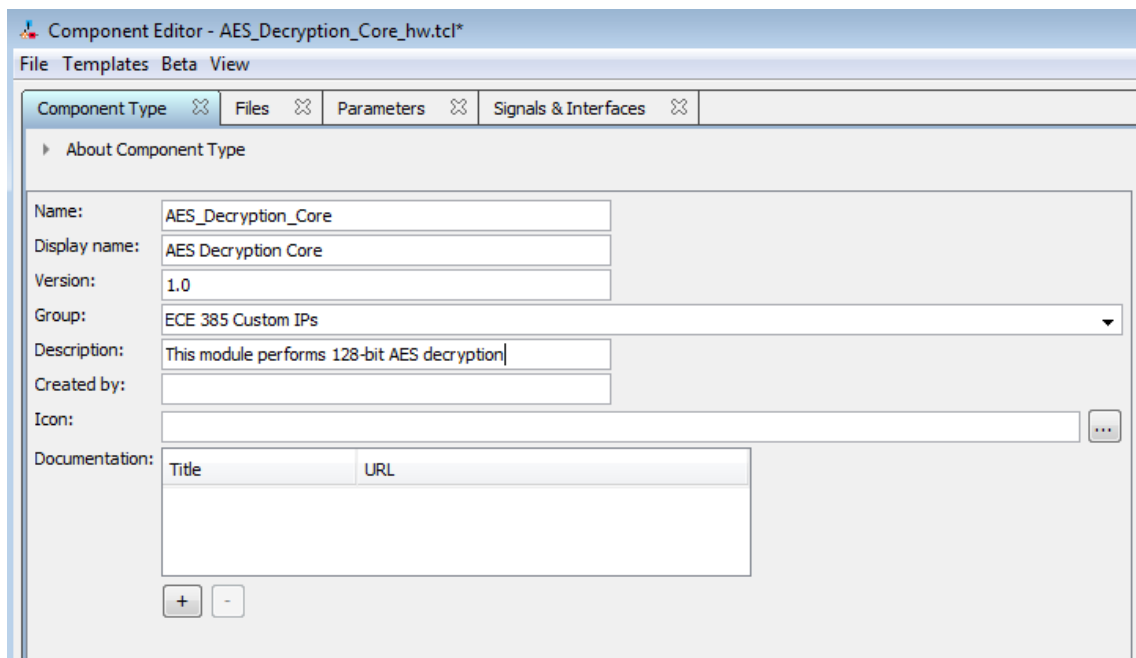 Component Editor - AES_Decryption_Core_hw.tcl*
File Templates Beta View
Component Type Files Parameters Signals & Interfaces
About Component Type
Name: AES_Decryption_Core
Display name: AES Decryption Core
Version: 1.0
Group: ECE 385 Custom IPs
Description: This module performs 128-bit AES decryption
Created by:
Icon: ...
Documentation: Title URL
+ -